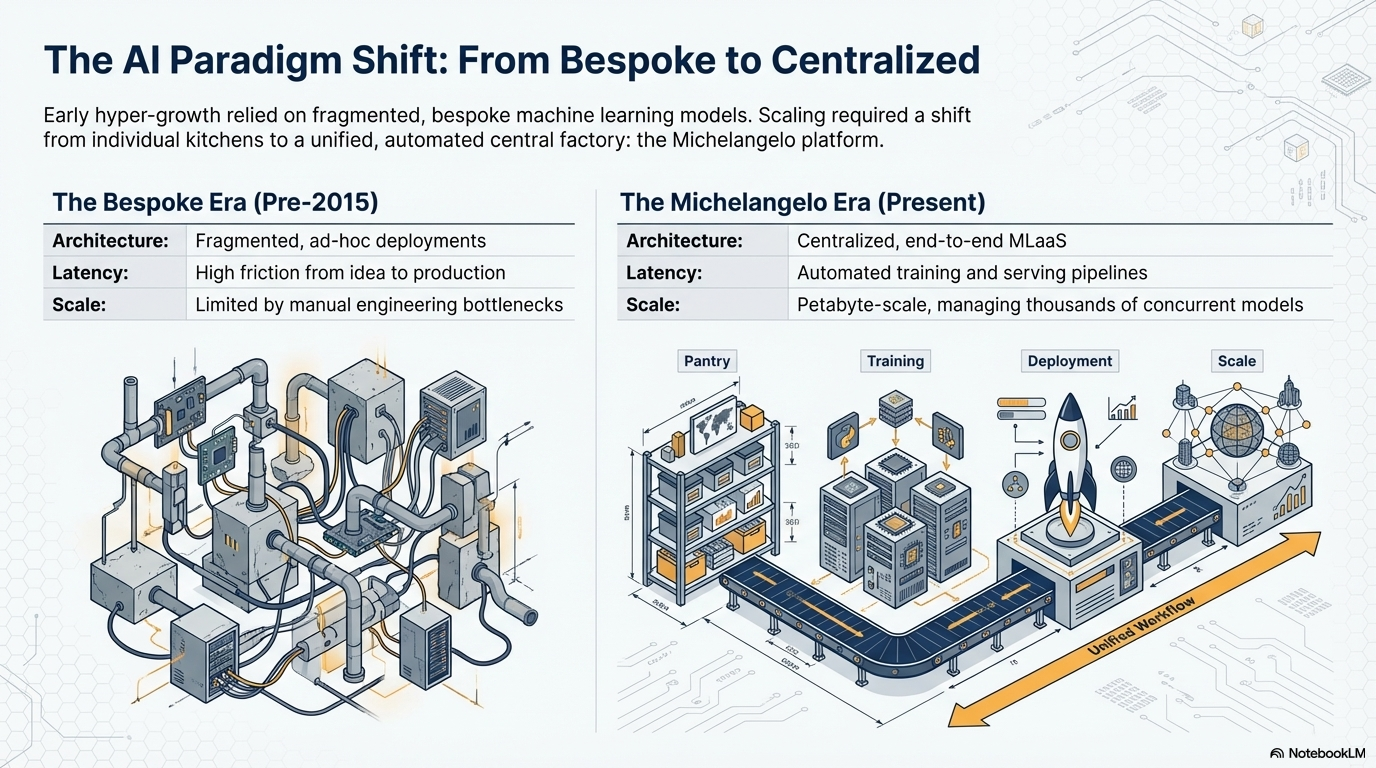 The AI Paradigm Shift: From Bespoke to Centralized
Early hyper-growth relied on fragmented, bespoke machine learning models. Scaling required a shift
from individual kitchens to a unified, automated central factory: the Michelangelo platform.
The Bespoke Era (Pre-2015)
Architecture: Fragmented, ad-hoc deployments
Latency: High friction from idea to production
Scale: Limited by manual engineering bottlenecks
The Michelangelo Era (Present)
Architecture: Centralized, end-to-end MLaaS
Latency: Automated training and serving pipelines
Scale: Petabyte-scale, managing thousands of concurrent models
Pantry
Training
Deployment
Scale
Unified Workflow
NotebookLM